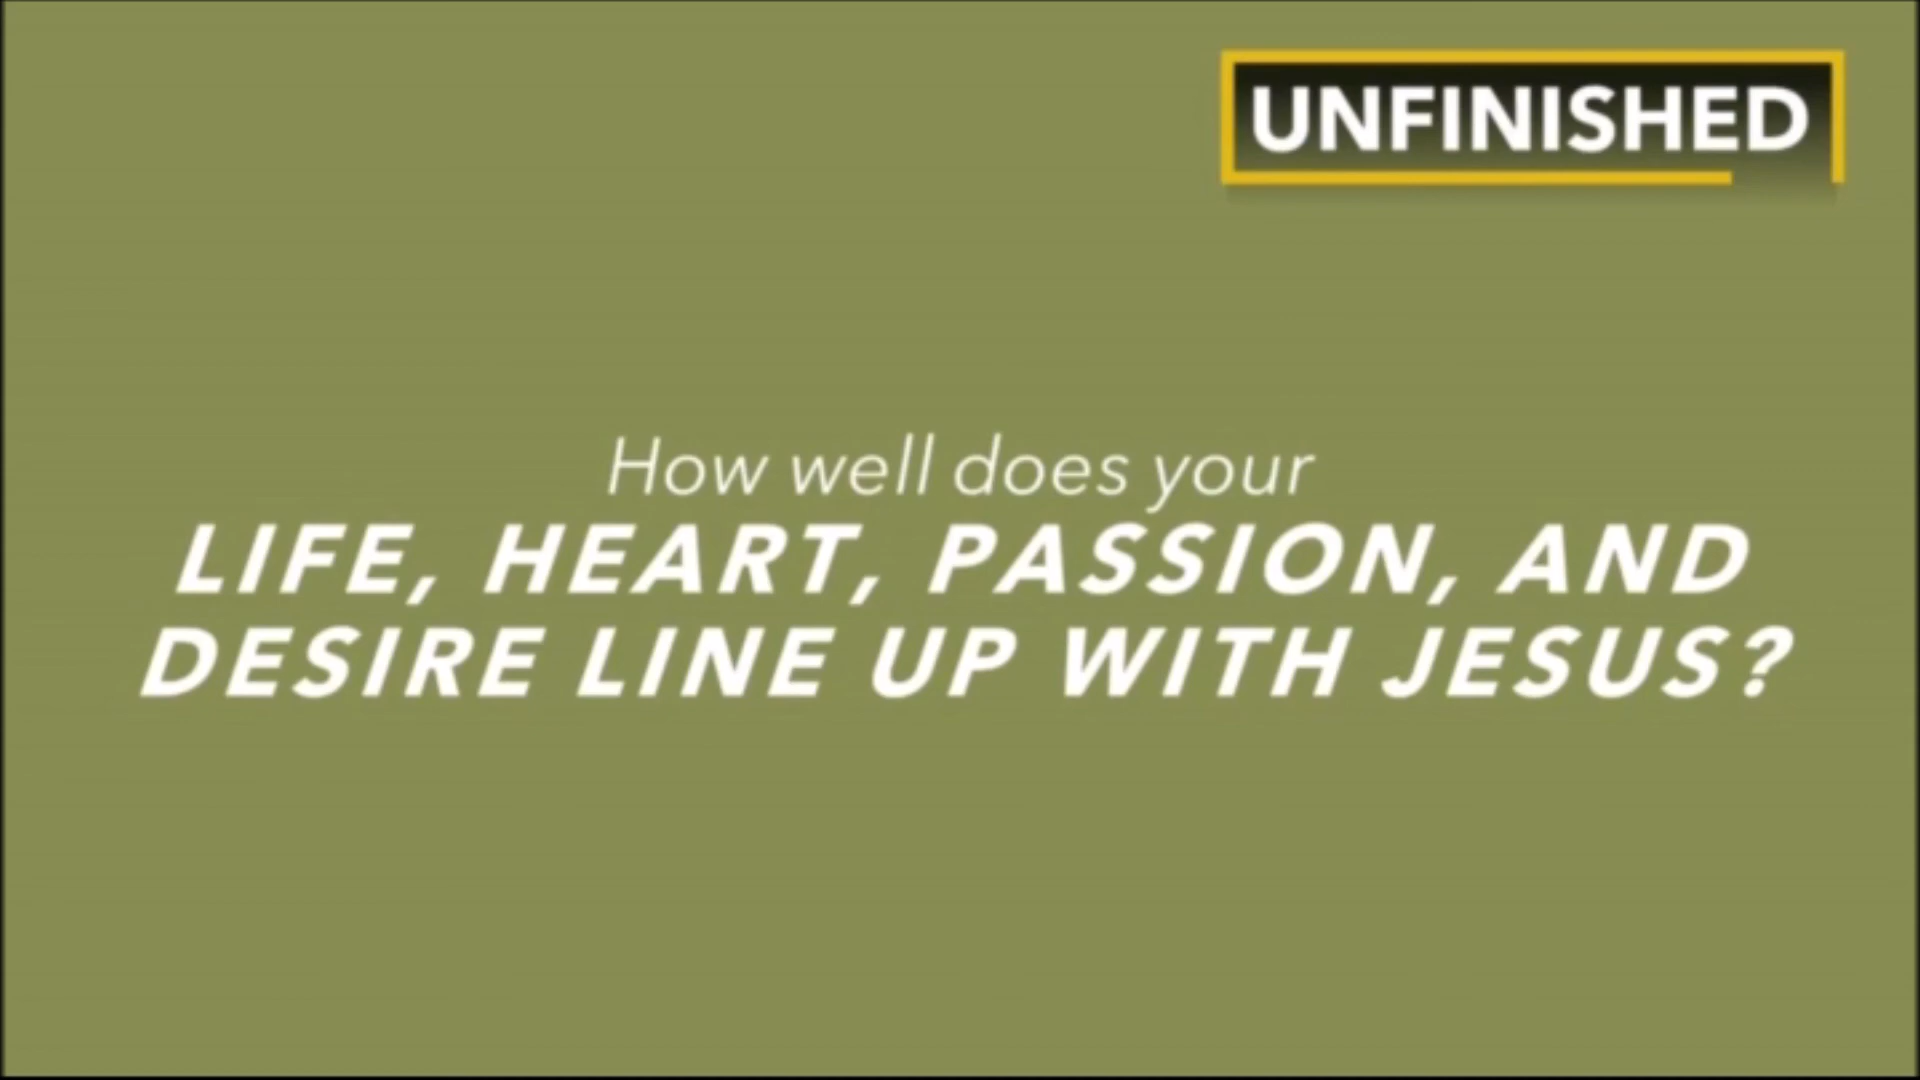 UNFINISHED
How well does your
LIFE, HEART, PASSION, AND
DESIRE LINE UP WITH JESUS?